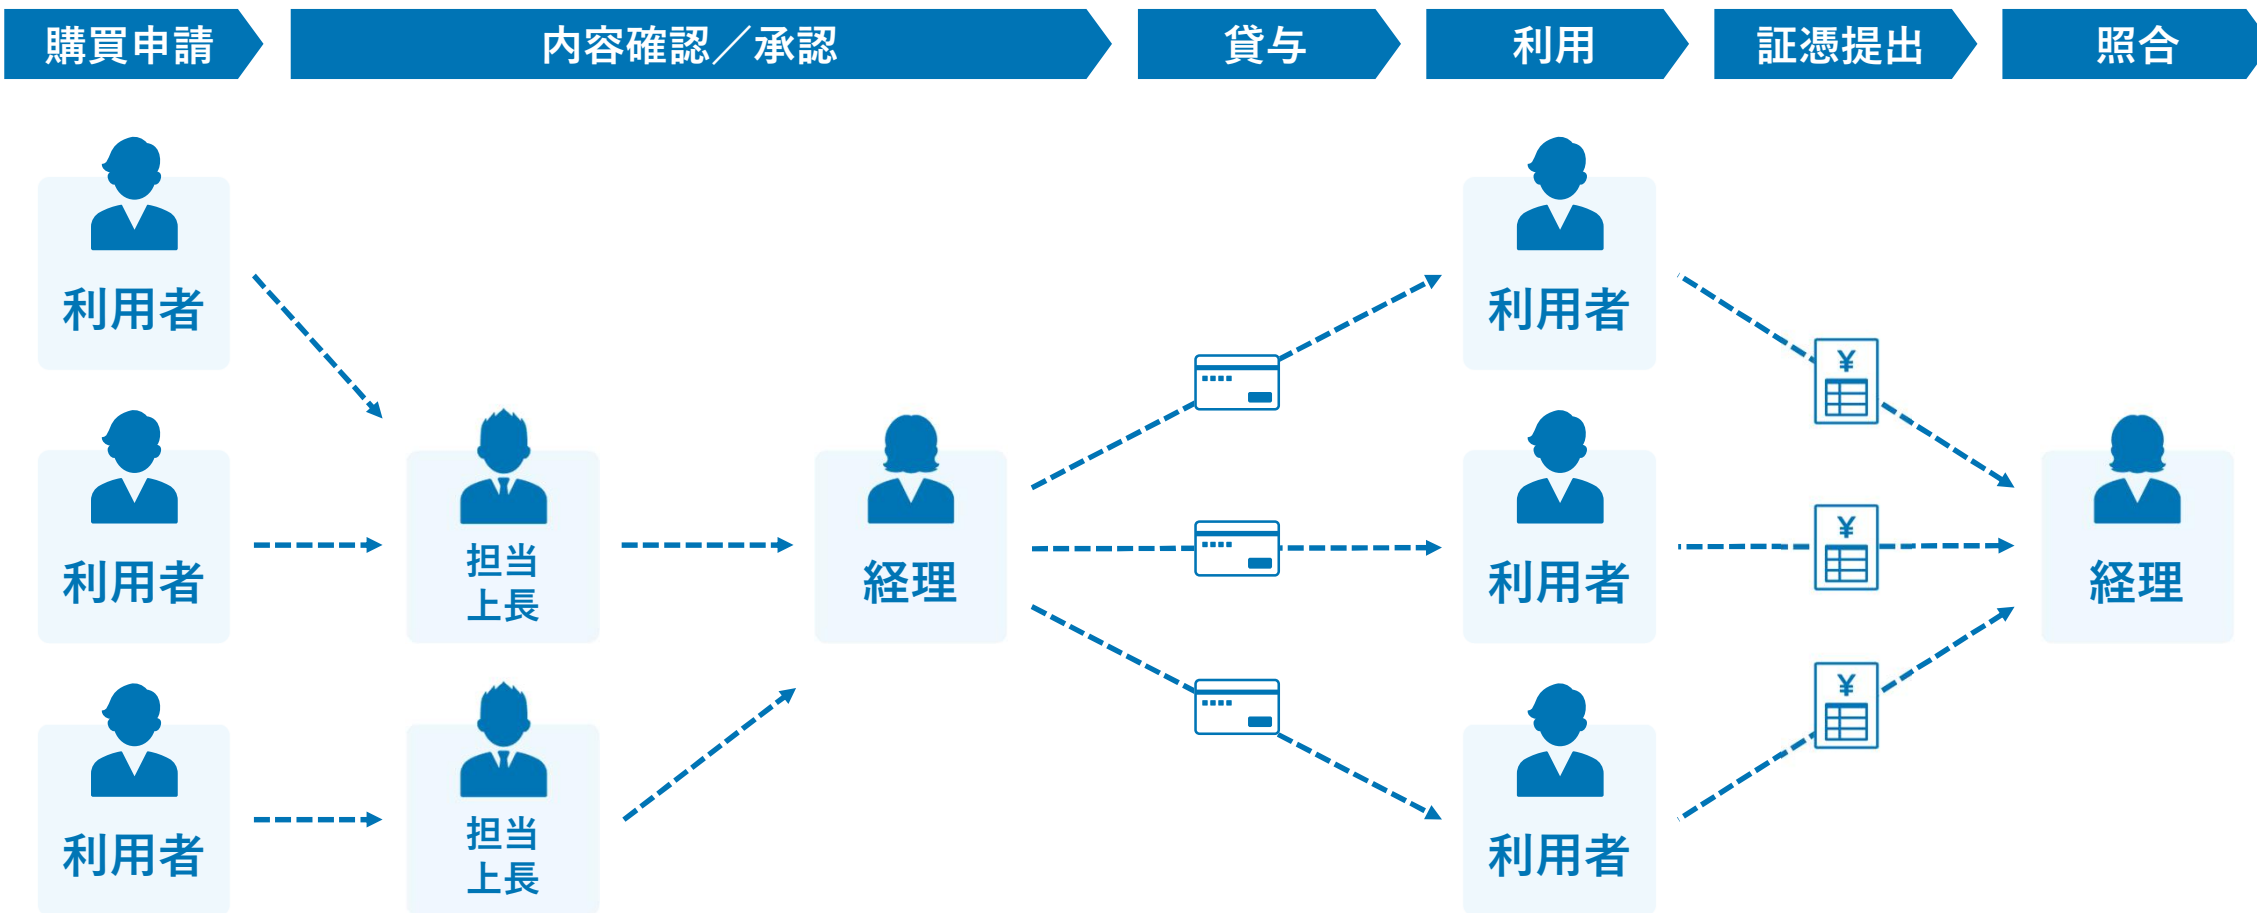 購買申請
内容確認／承認
貸与
利用
証憑提出
照合
利用者
利用者
¥
利用者
担当
上長
経理
利用者
¥
経理
利用者
担当
上長
利用者
¥